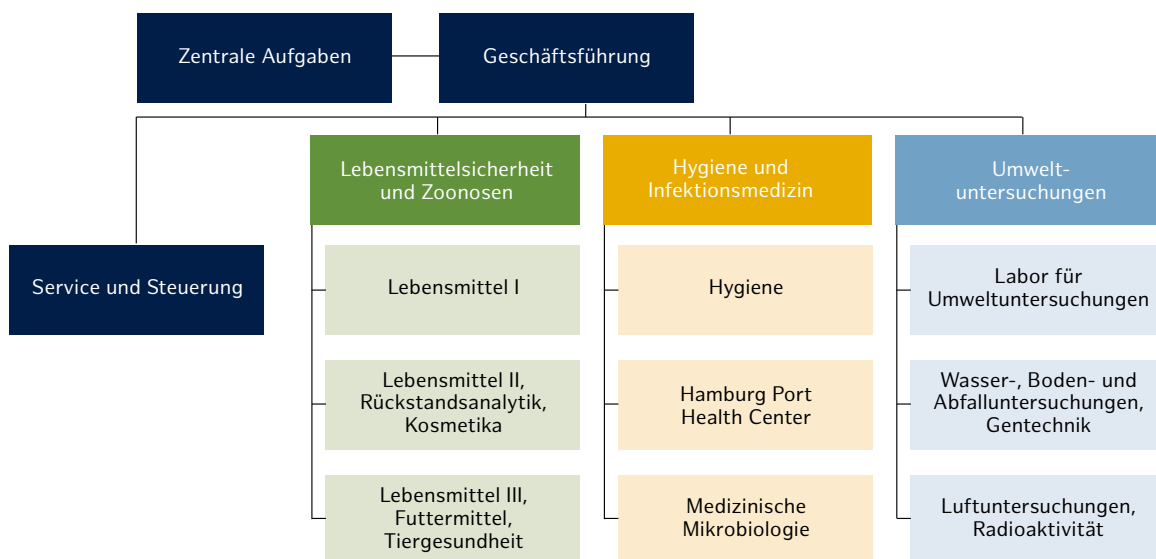 Zentrale Aufgaben
Geschäftsführung
Lebensmittelsicherheit
und Zoonosen
Hygiene und
Infektionsmedizin
Umwelt-
untersuchungen
Service und Steuerung
Lebensmittel I
Hygiene
Labor für
Umweltuntersuchungen
Lebensmittel II,
Rückstandsanalytik,
Kosmetika
Hamburg Port
Health Center
Wasser-, Boden- und
Abfalluntersuchungen,
Gentechnik
Lebensmittel III,
Futtermittel,
Tiergesundheit
Medizinische
Mikrobiologie
Luftuntersuchungen,
Radioaktivität